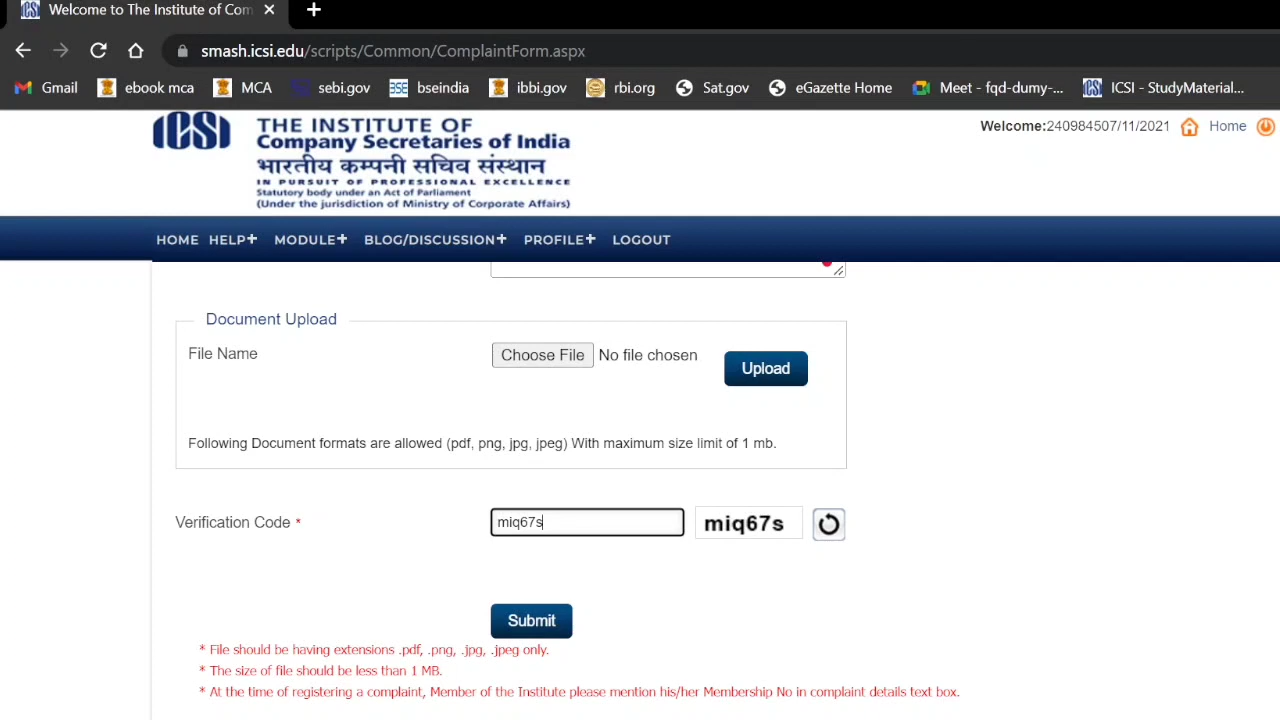 Welcome to The Institute of Com
smash.icsi.edu/scripts/Common/ComplaintForm.aspx
Gmail ebook mca MCA sebi.gov bseindia ibbi.gov rbi.org Sat.gov eGazette Home Meet - fqd-dumy-... ICSI - StudyMaterial...
ICSI
THE INSTITUTE OF
Company Secretaries of India
भारतीय कम्पनी सचिव संस्थान
IN PURSUIT OF PROFESSIONAL EXCELLENCE
Statutory body under an Act of Parliament
(Under the jurisdiction of Ministry of Corporate Affairs)
Welcome:240984507/11/2021 Home
HOME HELP+ MODULE+ BLOG/DISCUSSION+ PROFILE+ LOGOUT
Document Upload
File Name Choose File No file chosen Upload
Following Document formats are allowed (pdf, png, jpg, jpeg) With maximum size limit of 1 mb.
Verification Code * miq67s miq67s
Submit
* File should be having extensions .pdf, .png, .jpg, .jpeg only.
* The size of file should be less than 1 MB.
* At the time of registering a complaint, Member of the Institute please mention his/her Membership No in complaint details text box.